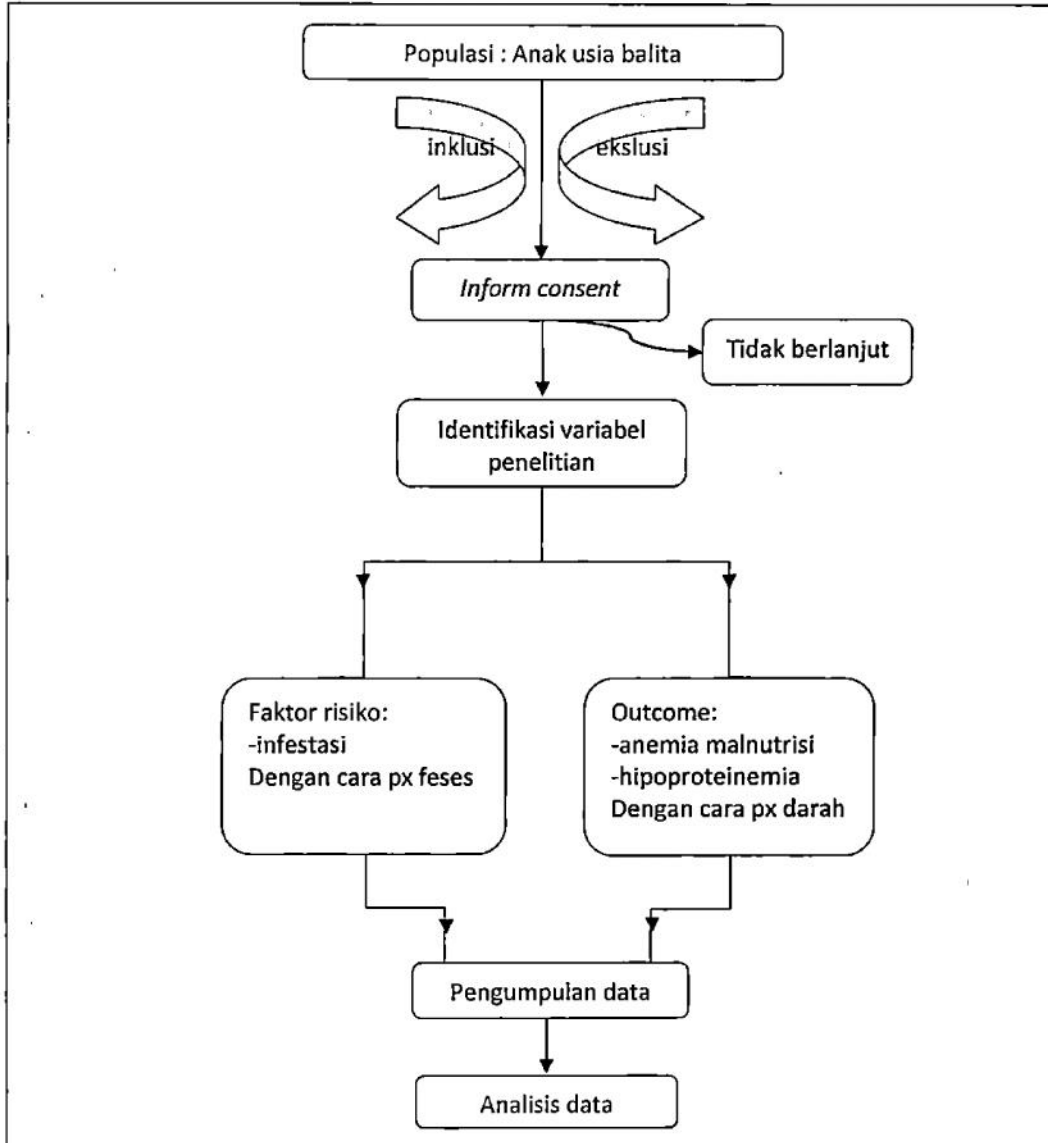 Populasi : Anak usia balita
inklusi
ekslusi
Inform consent
Tidak berlanjut
Identifikasi variabel
penelitian
Faktor risiko:
-infestasi
Dengan cara px feses
Outcome:
-anemia malnutrisi
-hipoproteinemia
Dengan cara px darah
Pengumpulan data
Analisis data